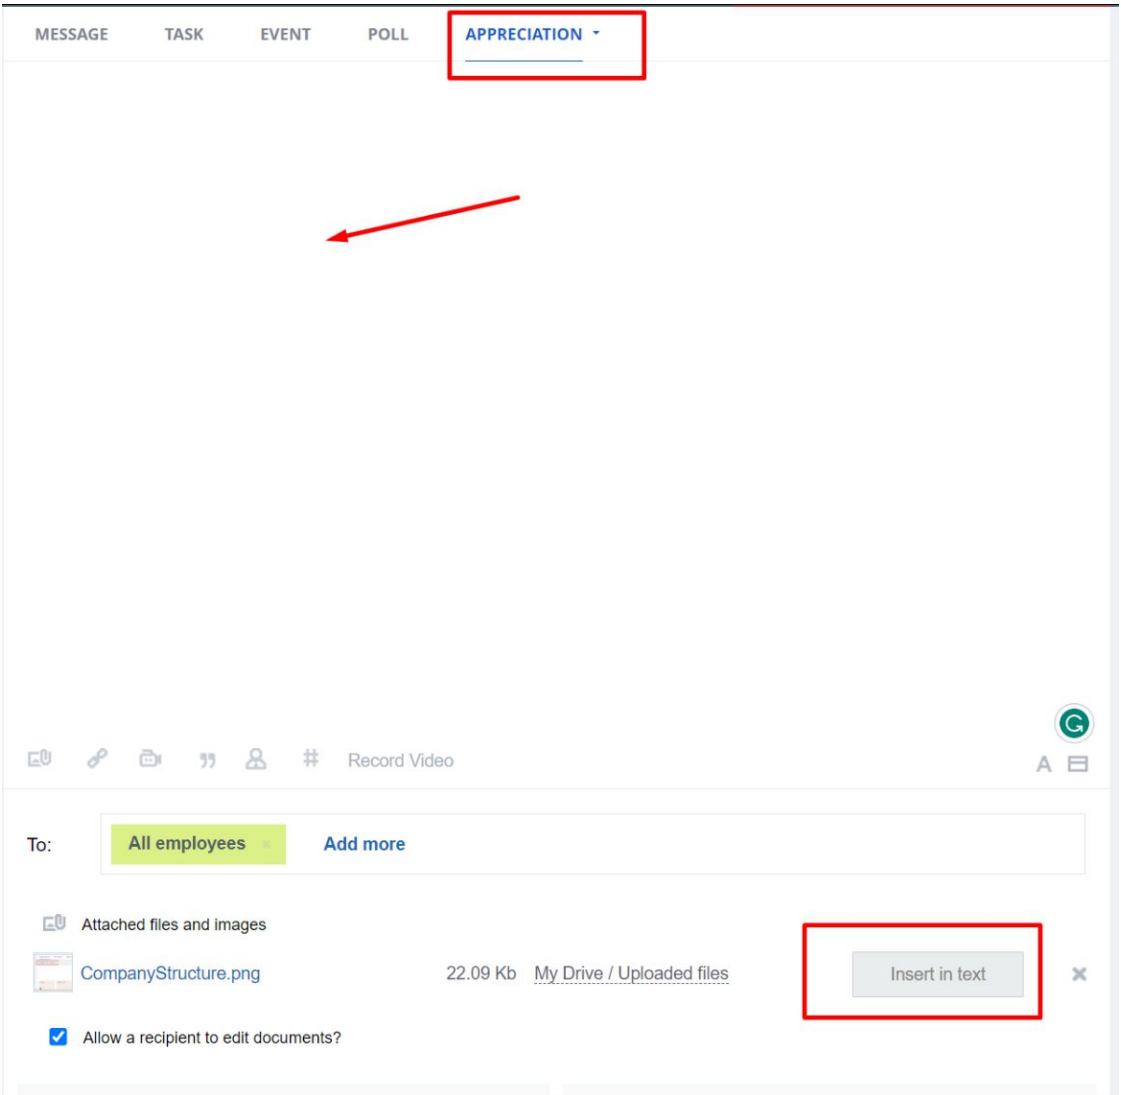 MESSAGE TASK EVENT POLL APPRECIATION
Record Video
A
To: All employees Add more
Attached files and images
CompanyStructure.png 22.09 Kb My Drive / Uploaded files Insert in text
Allow a recipient to edit documents?